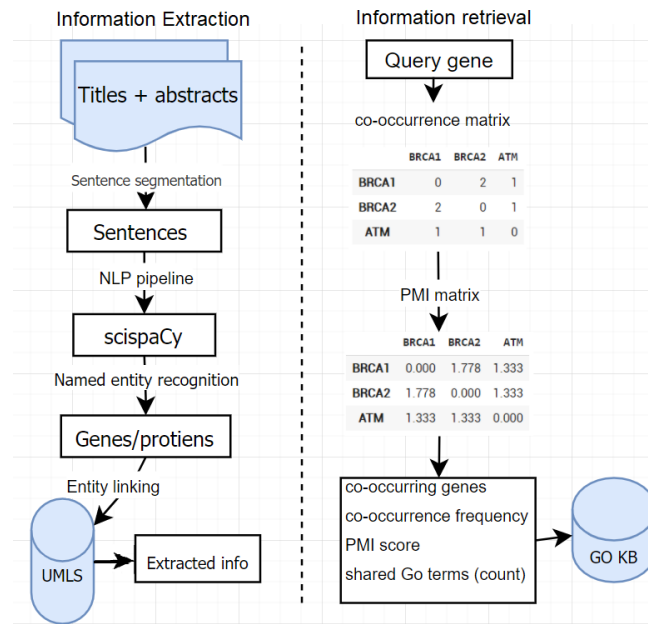 Information Extraction
Titles + abstracts
Sentence segmentation
Sentences
NLP pipeline
scispaCy
Named entity recognition
Genes/protiens
Entity linking
UMLS
Extracted info
Information retrieval
Query gene
co-occurrence matrix
BRCA1 BRCA2 ATM
BRCA1 0 2 1
BRCA2 2 0 1
ATM 1 1 0
PMI matrix
BRCA1 BRCA2 ATM
BRCA1 0.000 1.778 1.333
BRCA2 1.778 0.000 1.333
ATM 1.333 1.333 0.000
co-occurring genes
co-occurrence frequency
PMI score
shared Go terms (count)
GO KB